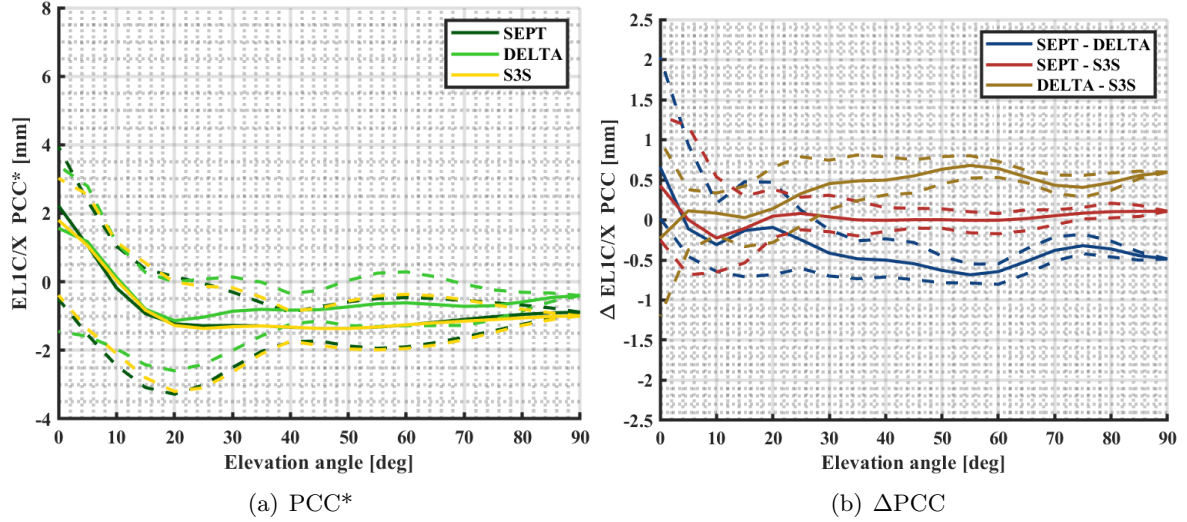 8
6
4
2
0
-2
-4
EL1C/X PCC* [mm]
SEPT
DELTA
S3S
0 10 20 30 40 50 60 70 80 90
Elevation angle [deg]
(a) PCC*
2.5
2
1.5
1
0.5
0
-0.5
-1
-1.5
-2
-2.5
Δ EL1C/X PCC [mm]
SEPT - DELTA
SEPT - S3S
DELTA - S3S
0 10 20 30 40 50 60 70 80 90
Elevation angle [deg]
(b) ΔPCC